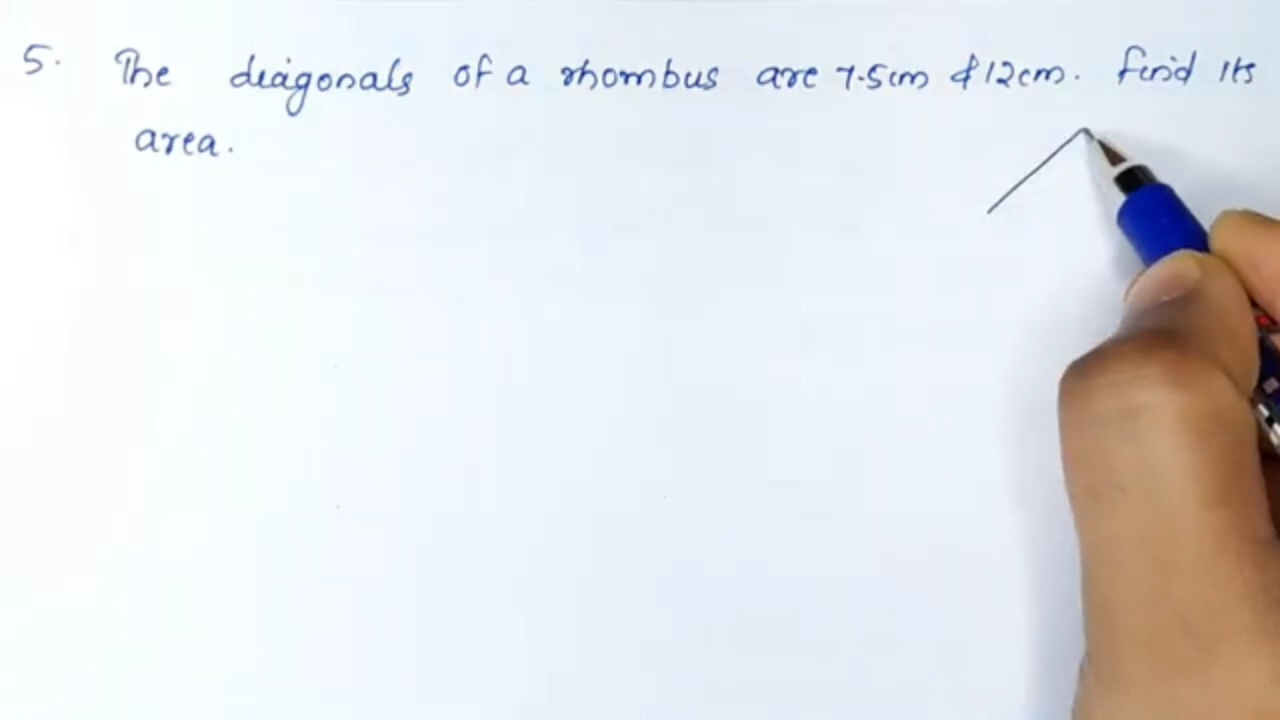 5. The diagonals of a rhombus are 7.5cm & 12cm. Find its
area.